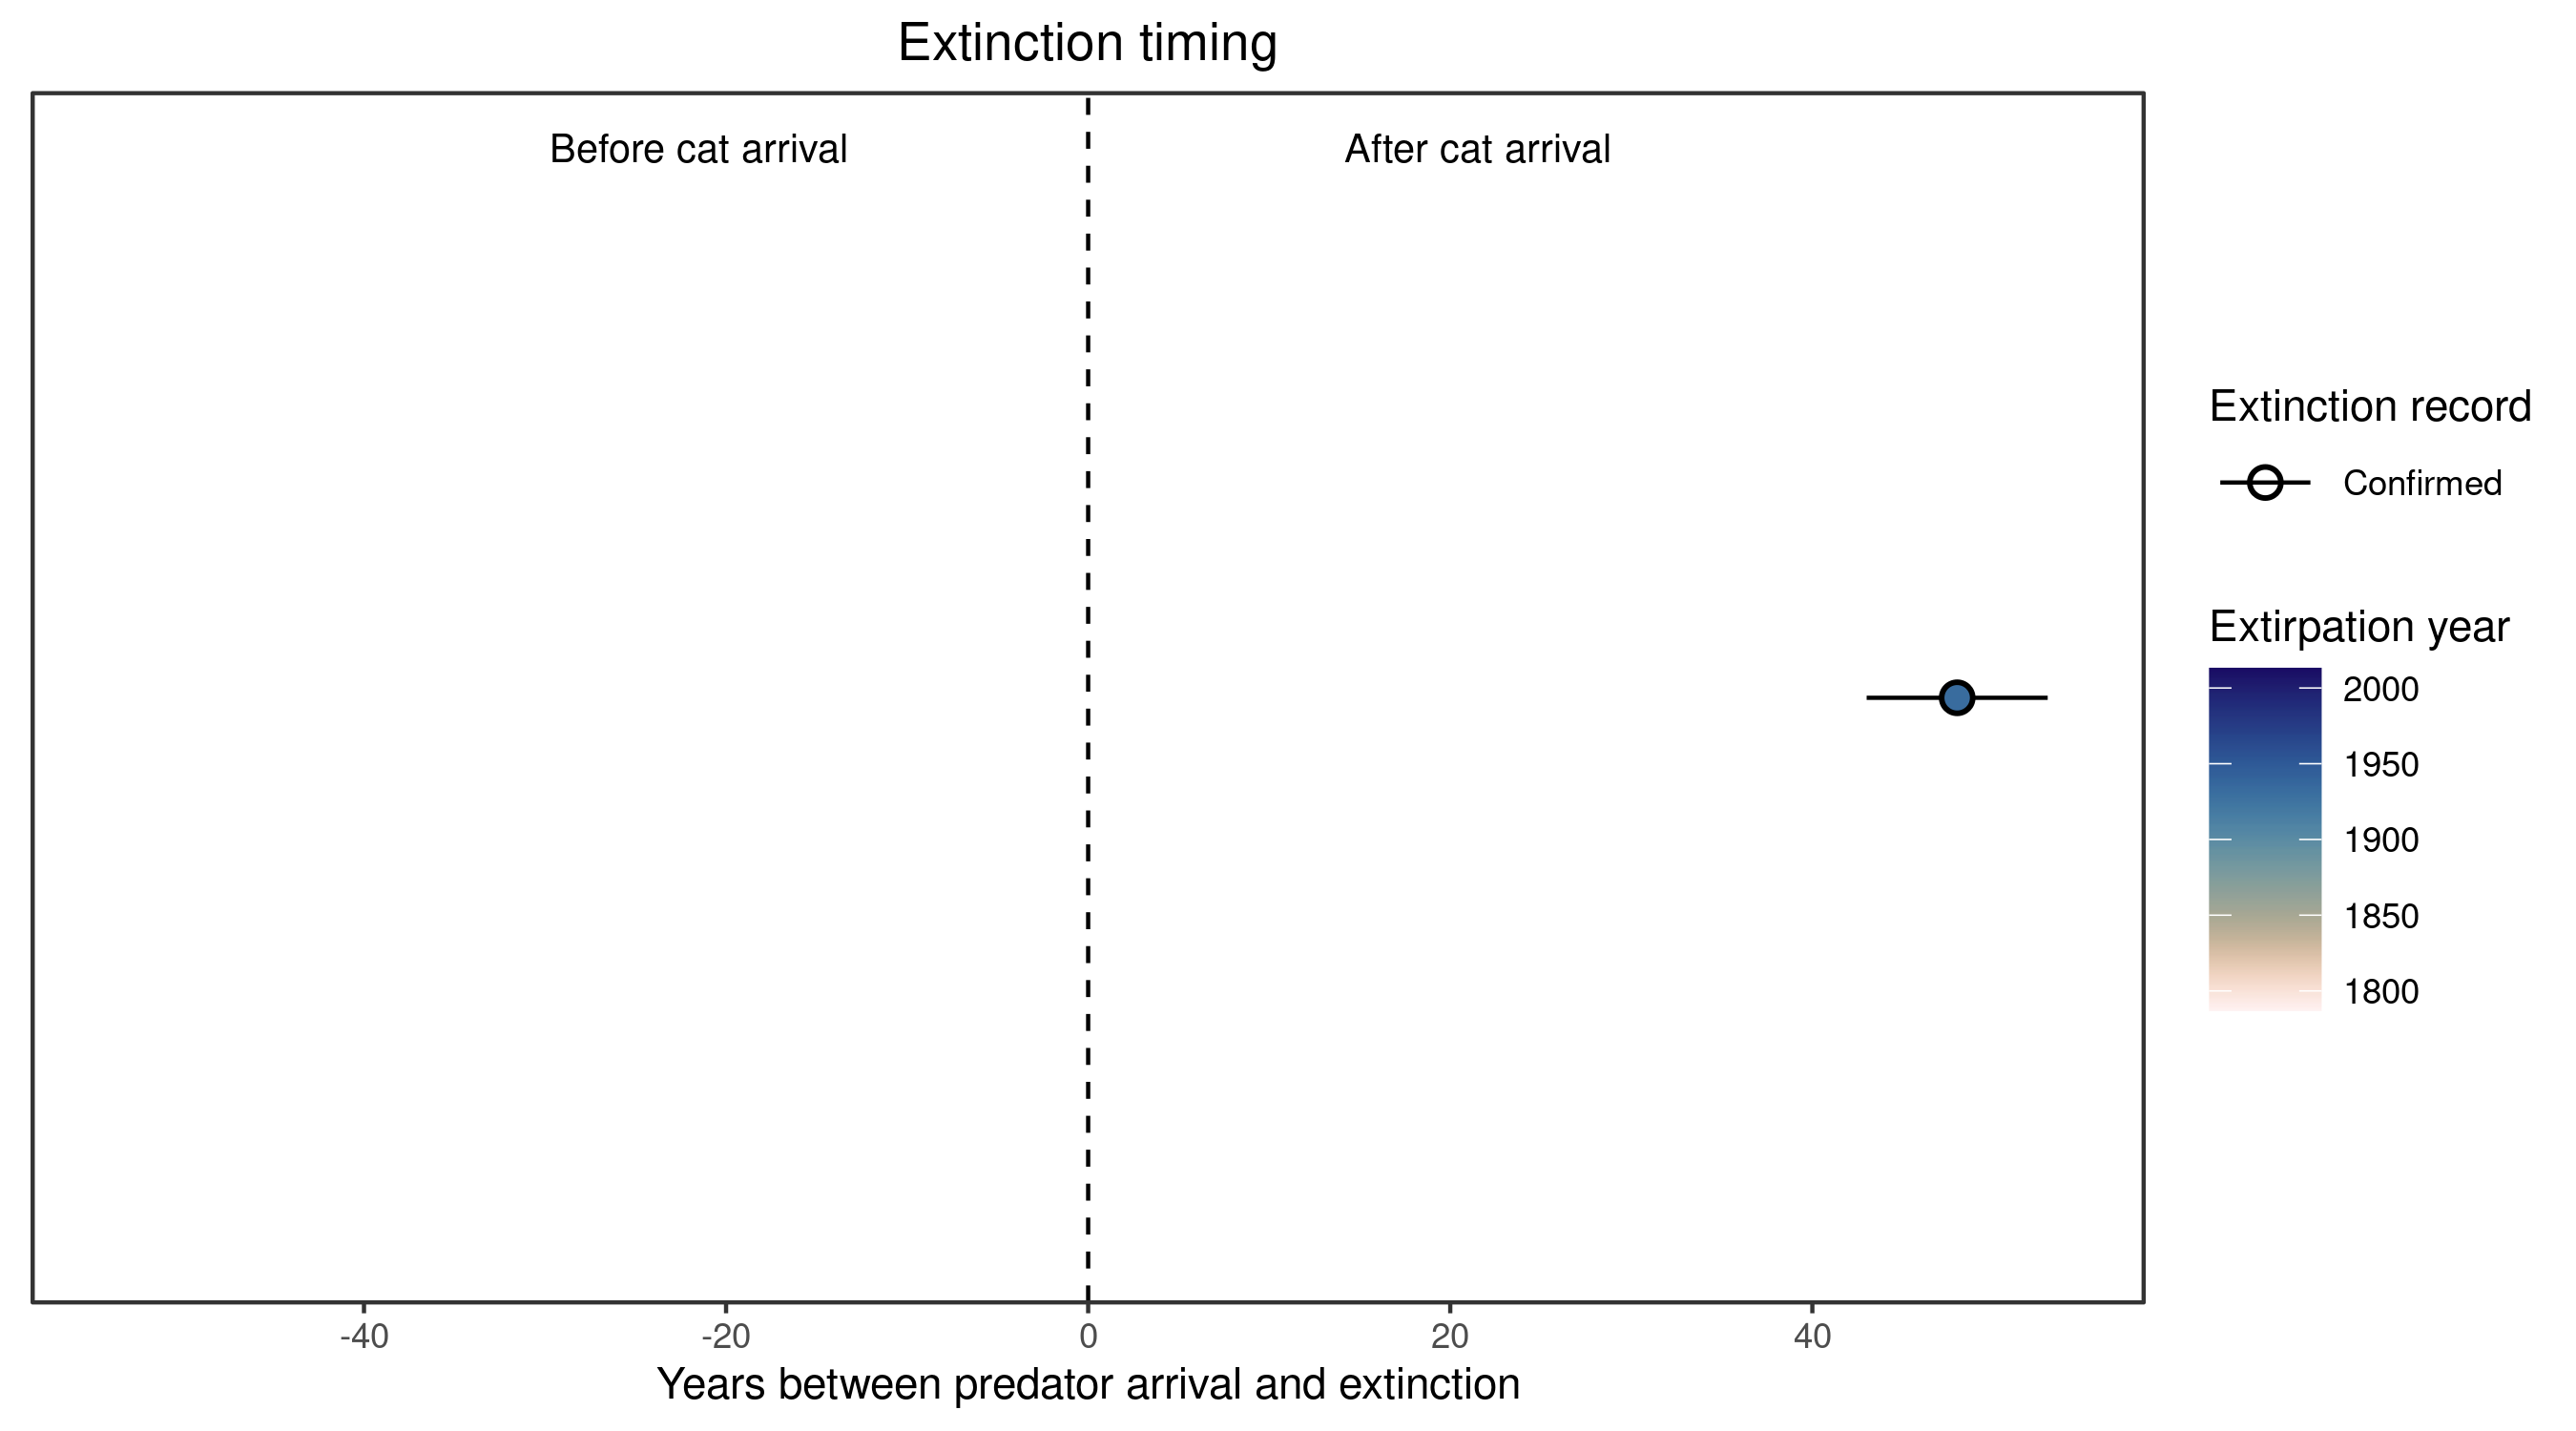 Extinction timing
Before cat arrival
After cat arrival
Extinction record
Confirmed
Extirpation year
2000
1950
1900
1850
1800
-40
-20
0
20
40
Years between predator arrival and extinction